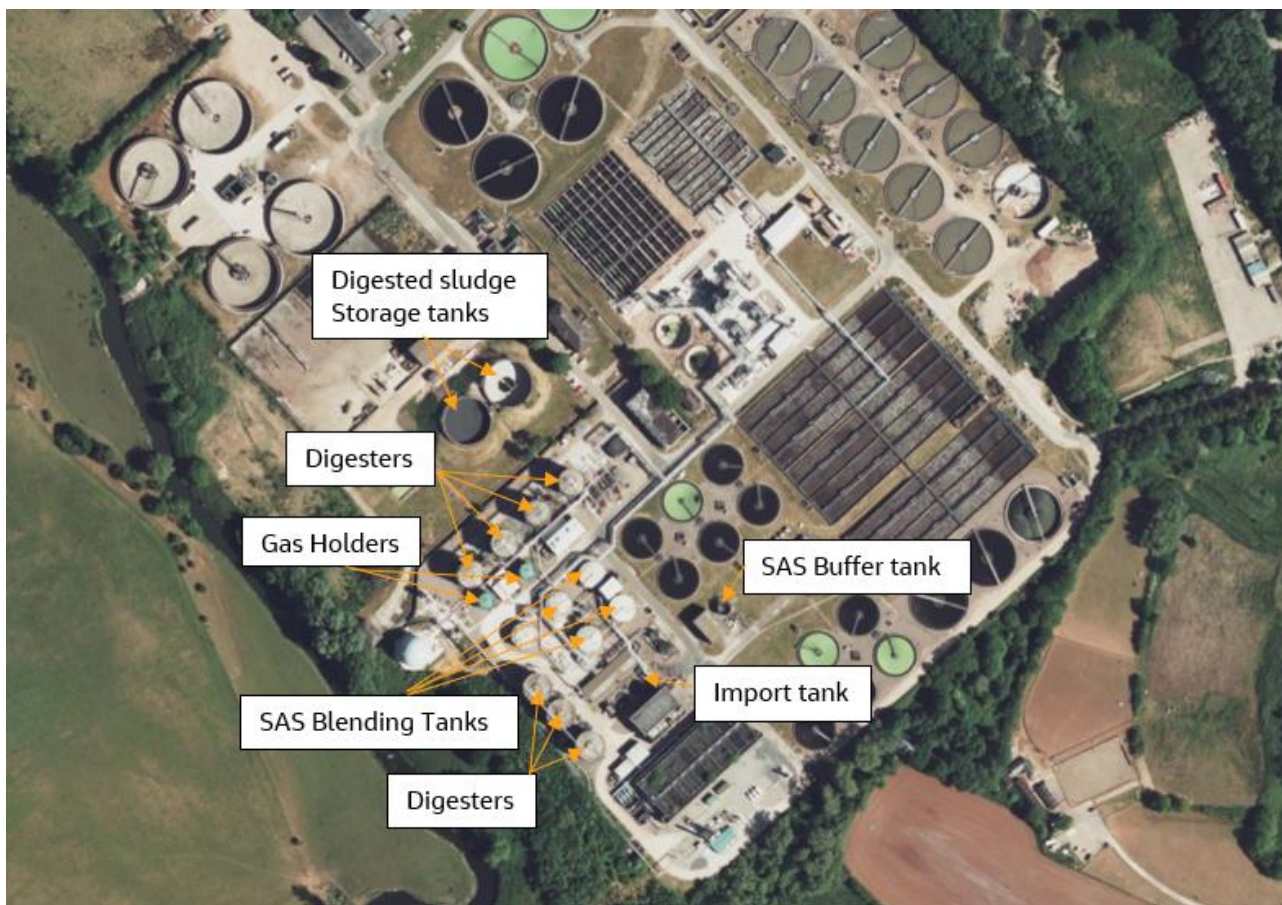 Digested sludge
Storage tanks
Digesters
Gas Holders
SAS Buffer tank
Import tank
SAS Blending Tanks
Digesters